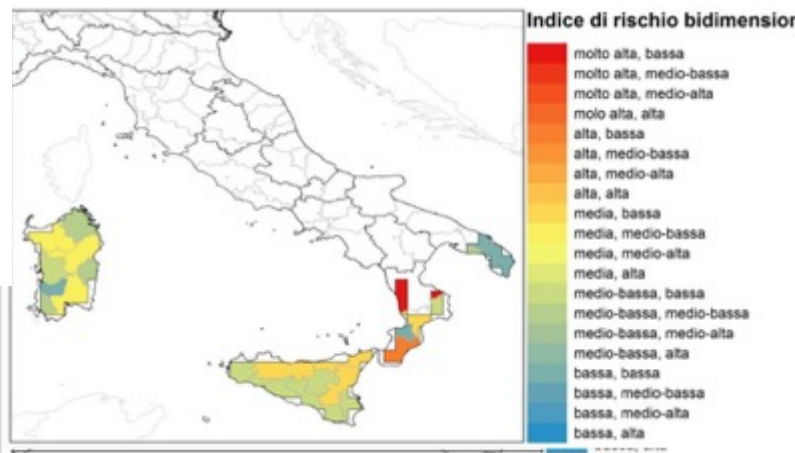 Indice di rischio bidimension
molto alta, bassa
molto alta, medio-bassa
molto alta, medio-alta
molo alta, alta
alta, bassa
alta, medio-bassa
alta, medio-alta
alta, alta
media, bassa
media, medio-bassa
media, medio-alta
media, alta
medio-bassa, bassa
medio-bassa, medio-bassa
medio-bassa, medio-alta
medio-bassa, alta
bassa, bassa
bassa, medio-bassa
bassa, medio-alta
bassa, alta